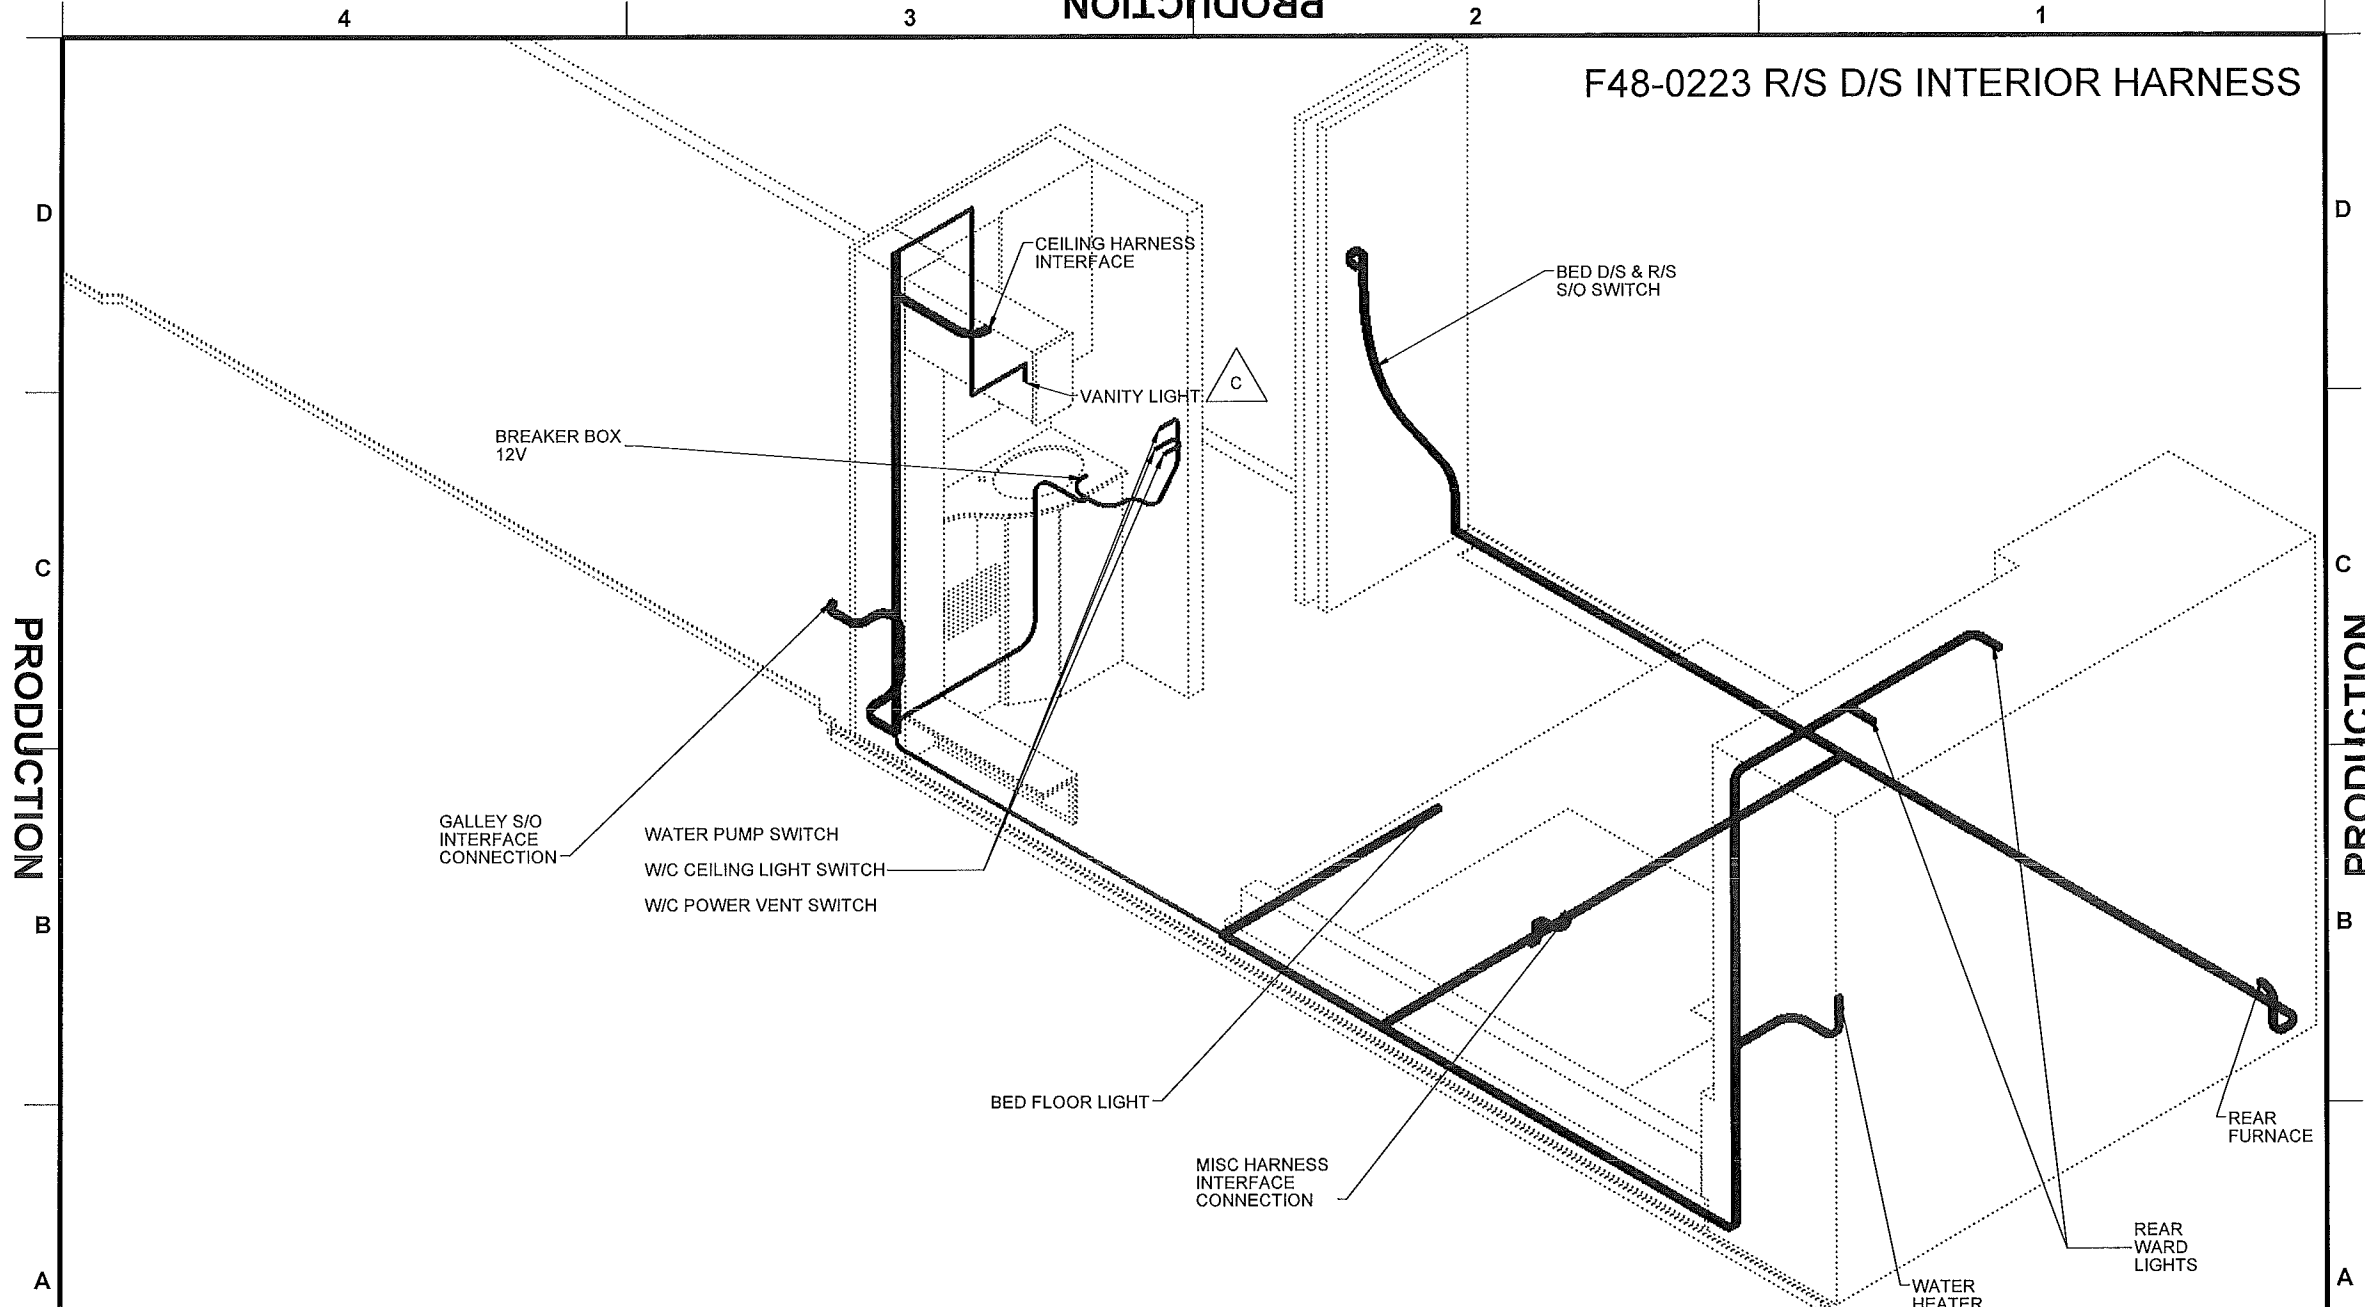 4
3
PRODUCTION
2
1
F48-0223 R/S D/S INTERIOR HARNESS
D
D
CEILING HARNESS
INTERFACE
BED D/S & R/S
S/O SWITCH
VANITY LIGHT
C
BREAKER BOX
12V
C
C
PRODUCTION
PRODUCTION
GALLEY S/O
INTERFACE
CONNECTION
WATER PUMP SWITCH
W/C CEILING LIGHT SWITCH
W/C POWER VENT SWITCH
B
B
BED FLOOR LIGHT
REAR
FURNACE
MISC HARNESS
INTERFACE
CONNECTION
REAR
WARD
LIGHTS
A
A
WATER
HEATER